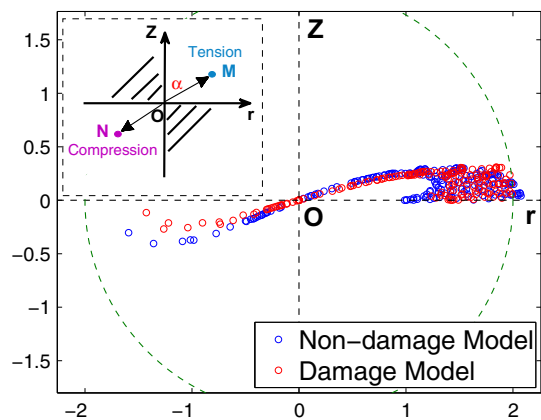 Z
Tension
α
M
O
r
N
Compression
Z
O
r
1.5
1
0.5
0
−0.5
−1
−1.5
−2
−1
0
1
2
Non−damage Model
Damage Model